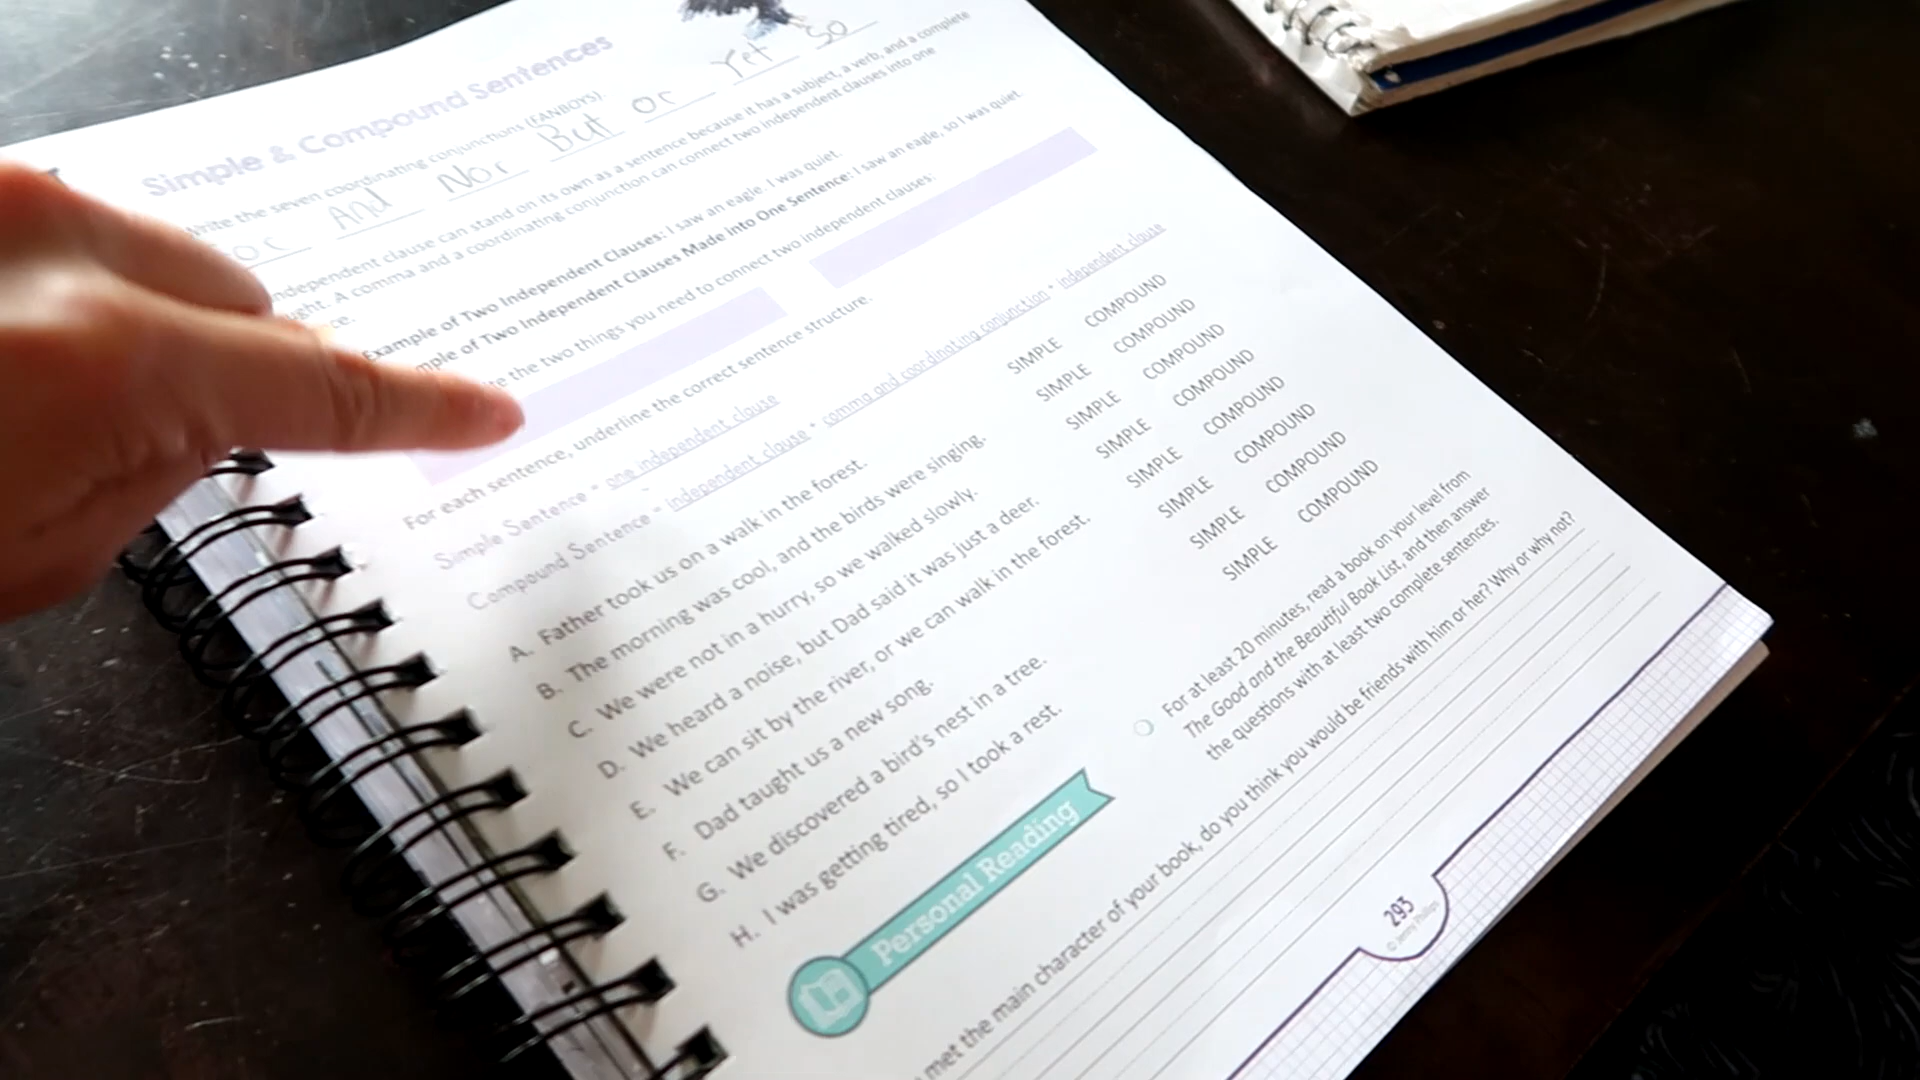 Simple & Compound Sentences
Write the seven coordinating conjunctions (FANBOYS).
And Nor But Or Yet So
independent clause can stand on its own as a sentence because it has a subject, a verb, and a complete
A comma and a coordinating conjunction can connect two independent clauses into one
Example of Two Independent Clauses: I saw an eagle. I was quiet.
of Two Independent Clauses Made into One Sentence: I saw an eagle, so I was quiet.
the two things you need to connect two independent clauses:
For each sentence, underline the correct sentence structure.
Simple Sentence = one independent clause
Compound Sentence = independent clause + comma and coordinating conjunction + independent clause
A. Father took us on a walk in the forest. SIMPLE COMPOUND
B. The morning was cool, and the birds were singing. SIMPLE COMPOUND
C. We were not in a hurry, so we walked slowly. SIMPLE COMPOUND
D. We heard a noise, but Dad said it was just a deer. SIMPLE COMPOUND
E. We can sit by the river, or we can walk in the forest. SIMPLE COMPOUND
F. Dad taught us a new song. SIMPLE COMPOUND
G. We discovered a bird's nest in a tree. SIMPLE COMPOUND
H. I was getting tired, so I took a rest. SIMPLE COMPOUND
Personal Reading
For at least 20 minutes, read a book on your level from
The Good and the Beautiful Book List, and then answer
the questions with at least two complete sentences.
met the main character of your book, do you think you would be friends with him or her? Why or why not?
293
© Jenny Phillips